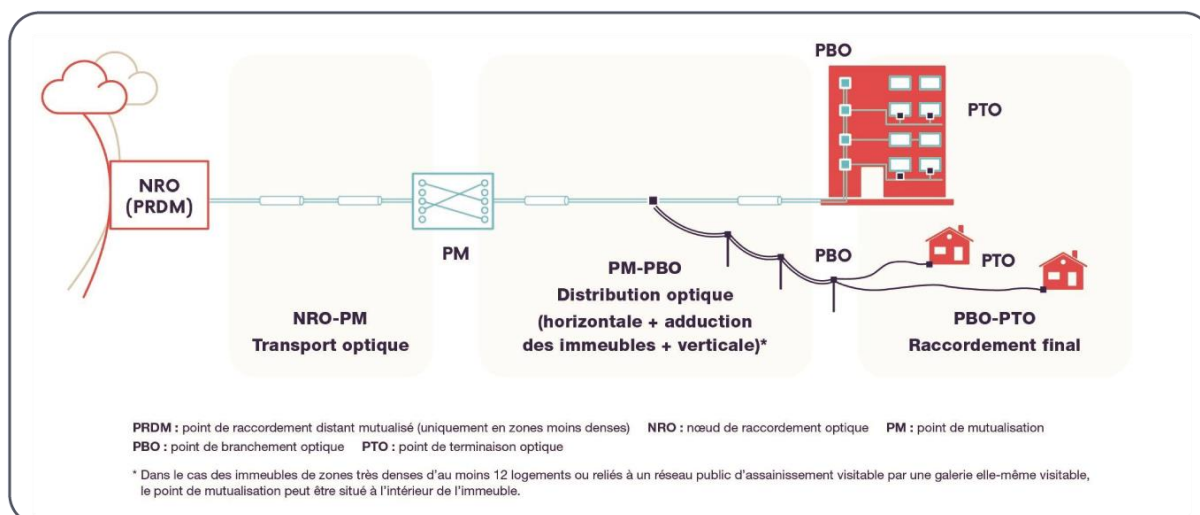 PBO
PTO
NRO
(PRDM)
PM
PBO
PTO
NRO-PM
Transport optique
PM-PBO
Distribution optique
(horizontale + adduction
des immeubles + verticale)*
PBO-PTO
Raccordement final
PRDM : point de raccordement distant mutualisé (uniquement en zones moins denses) NRO : nœud de raccordement optique PM : point de mutualisation
PBO : point de branchement optique PTO : point de terminaison optique
* Dans le cas des immeubles de zones très denses d’au moins 12 logements ou reliés à un réseau public d’assainissement visitable par une galerie elle-même visitable,
le point de mutualisation peut être situé à l’intérieur de l’immeuble.